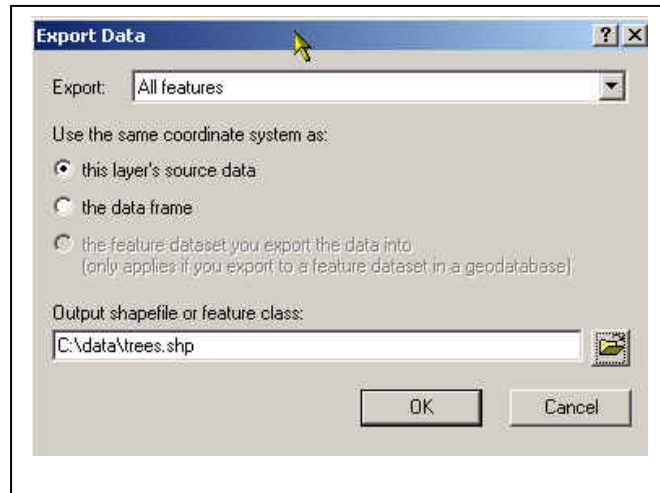 Export Data
Export: All features
Use the same coordinate system as:
this layer's source data
the data frame
the feature dataset you export the data into
(only applies if you export to a feature dataset in a geodatabase)
Output shapefile or feature class:
C:\data\trees.shp
OK Cancel